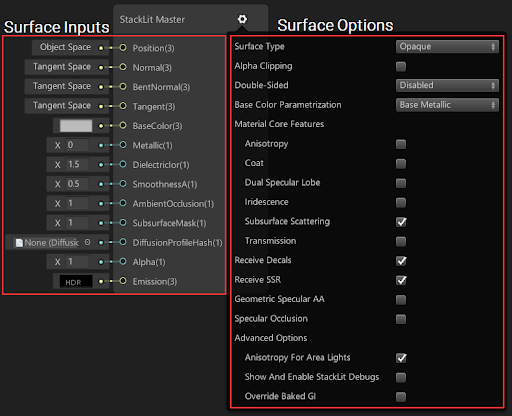 Surface Inputs
StackLit Master
Surface Options
Object Space
Position(3)
Tangent Space
Normal(3)
Tangent Space
BentNormal(3)
Tangent Space
Tangent(3)
BaseColor(3)
X 0
Metallic(1)
X 1.5
DielectricIor(1)
X 0.5
SmoothnessA(1)
X 1
AmbientOcclusion(1)
X 1
SubsurfaceMask(1)
None (Diffusic
DiffusionProfileHash(1)
X 1
Alpha(1)
HDR
Emission(3)
Surface Type
Opaque
Alpha Clipping
Double-Sided
Disabled
Base Color Parametrization
Base Metallic
Material Core Features
Anisotropy
Coat
Dual Specular Lobe
Iridescence
Subsurface Scattering
Transmission
Receive Decals
Receive SSR
Geometric Specular AA
Specular Occlusion
Advanced Options
Anisotropy For Area Lights
Show And Enable StackLit Debugs
Override Baked GI